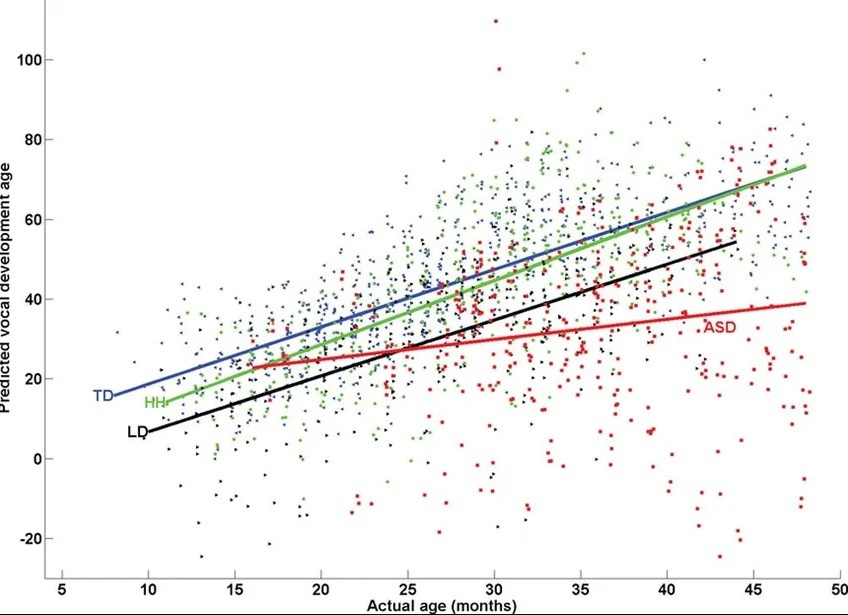 Predicted vocal development age
100
80
60
40
20
0
-20
TD
HH
LD
ASD
5 10 15 20 25 30 35 40 45 50
Actual age (months)